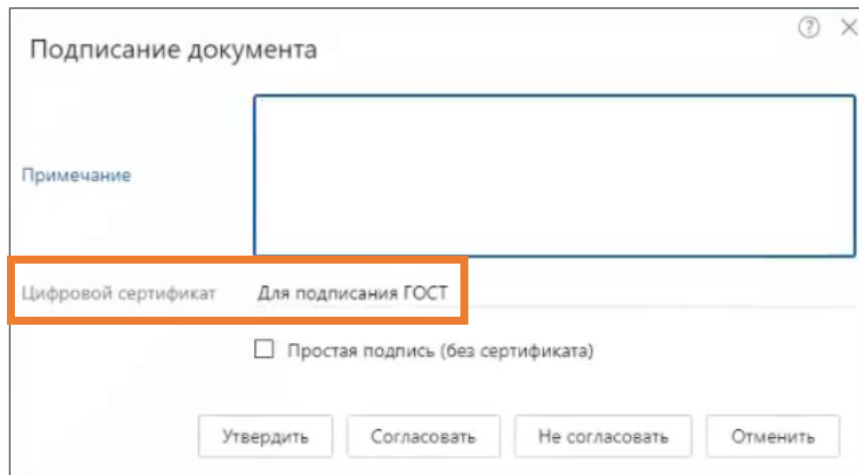 Подписание документа
Примечание
Цифровой сертификат Для подписания ГОСТ
Простая подпись (без сертификата)
Утвердить Согласовать Не согласовать Отменить